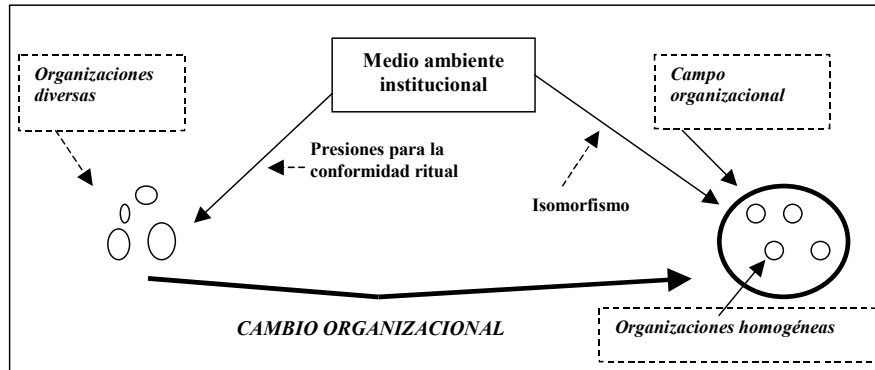 Organizaciones
diversas
Medio ambiente
institucional
Campo
organizacional
Presiones para la
conformidad ritual
Isomorfismo
CAMBIO ORGANIZACIONAL
Organizaciones homogéneas